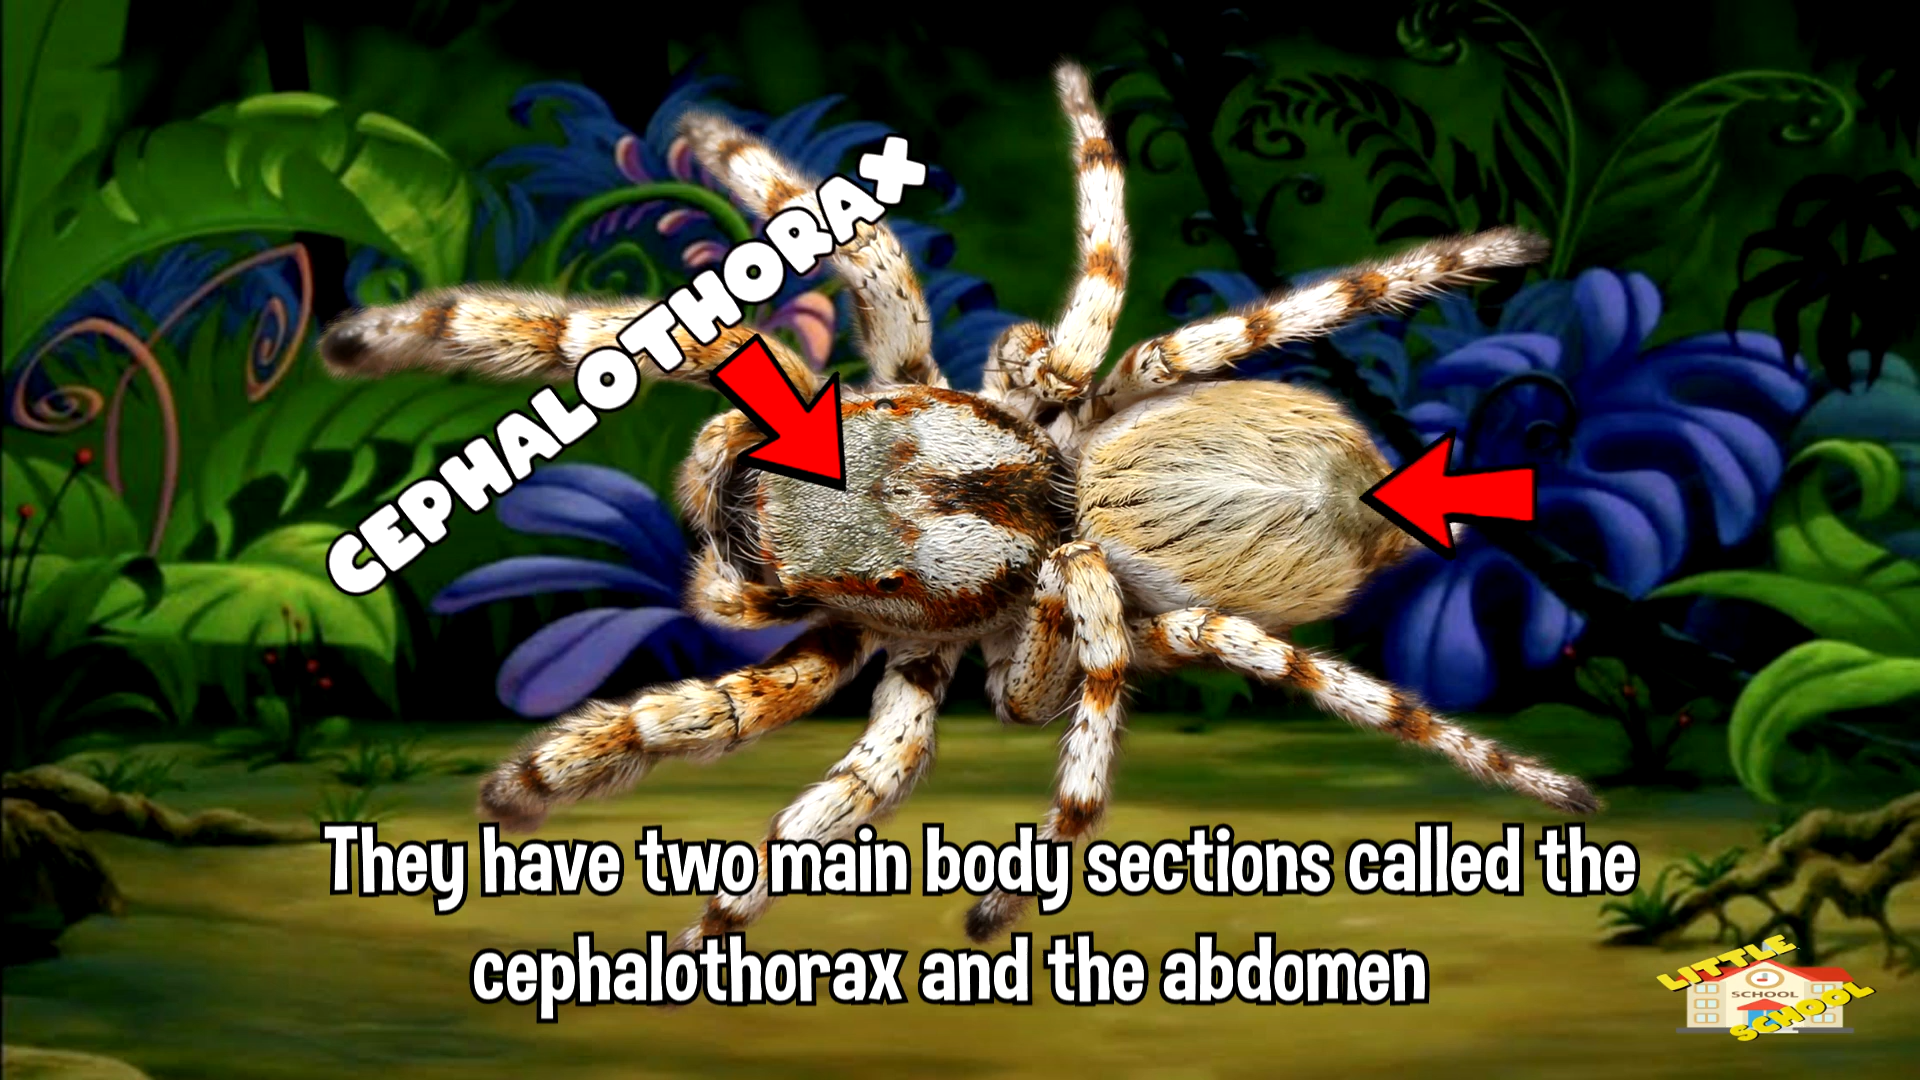 CEPHALOTHORAX
They have two main body sections called the
cephalothorax and the abdomen
LITTLE
SCHOOL
SCHOOL